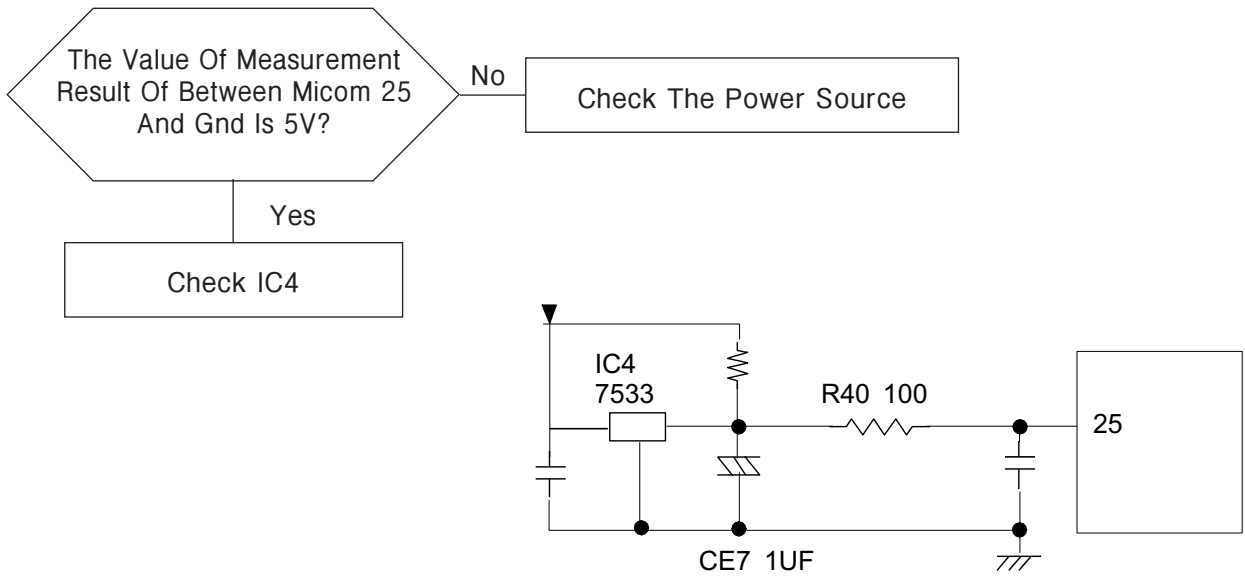 The Value Of Measurement
Result Of Between Micom 25
And Gnd Is 5V?
No
Check The Power Source
Yes
Check IC4
IC4
7533
R40 100
25
CE7 1UF